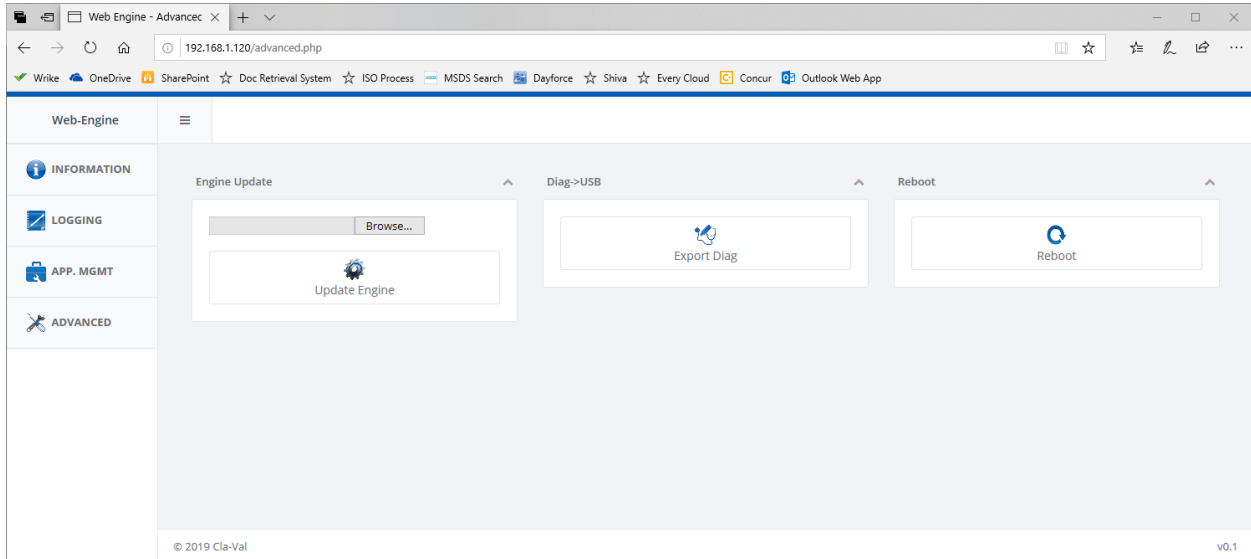 Web Engine - Advancec
192.168.1.120/advanced.php
Wrike OneDrive SharePoint Doc Retrieval System ISO Process MSDS Search Dayforce Shiva Every Cloud Concur Outlook Web App
Web-Engine
INFORMATION
LOGGING
APP. MGMT
ADVANCED
Engine Update
Browse...
Update Engine
Diag->USB
Export Diag
Reboot
Reboot
© 2019 Cla-Val
v0.1